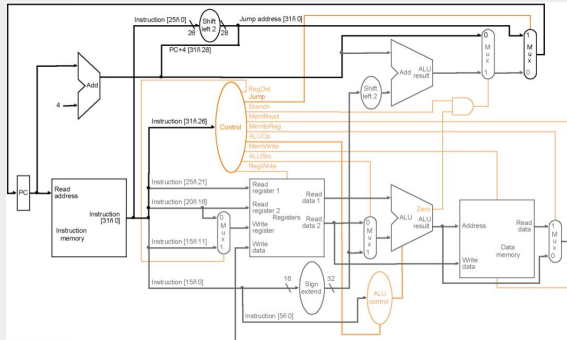 Instruction [25:0]
Shift
left 2
Jump address [31:0]
26
28
PC+4 [31:28]
Add
4
Add
ALU
result
0
M
u
x
1
1
M
u
x
0
Shift
left 2
RegDst
Jump
Branch
MemRead
MemtoReg
ALUOp
MemWrite
ALUSrc
RegWrite
Instruction [31:26]
Control
PC
Read
address
Instruction
[31:0]
Instruction
memory
Instruction [25:21]
Instruction [20:16]
Instruction [15:11]
0
M
u
x
1
Read
register 1
Read
register 2
Registers
Write
register
Write
data
Read
data 1
Read
data 2
0
M
u
x
1
Zero
ALU
ALU
result
Address
Read
data
Data
memory
Write
data
1
M
u
x
0
Instruction [15:0]
16
Sign
extend
32
ALU
control
Instruction [5:0]